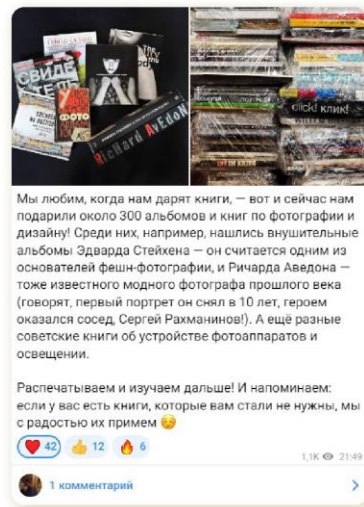 СВИДЕ
ТЕЛЬ
ФОТО
RicHARD AvEDoN
click! КЛИК!
Мы любим, когда нам дарят книги, — вот и сейчас нам
подарили около 300 альбомов и книг по фотографии и
дизайну! Среди них, например, нашлись внушительные
альбомы Эдварда Стейхена — он считается одним из
основателей фешн-фотографии, и Ричарда Аведона —
тоже известного модного фотографа прошлого века
(говорят, первый портрет он снял в 10 лет, героем
оказался сосед, Сергей Рахманинов!). А ещё разные
советские книги об устройстве фотоаппаратов и
освещении.
Распечатываем и изучаем дальше! И напоминаем:
если у вас есть книги, которые вам стали не нужны, мы
с радостью их примем 😌
42 12 6
1,1K 21:49
1 комментарий